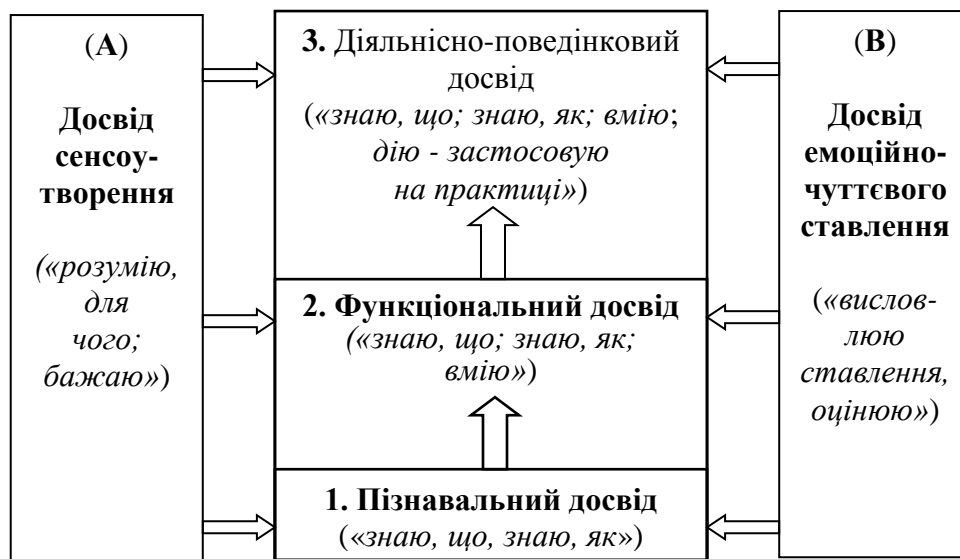 (А)
Досвід
сенсоу-
творення
(«розумію,
для
чого;
бажаю»)
3. Діяльнісно-поведінковий
досвід
(«знаю, що; знаю, як; вмію;
дію - застосовую
на практиці»)
2. Функціональний досвід
(«знаю, що; знаю, як;
вмію»)
1. Пізнавальний досвід
(«знаю, що, знаю, як»)
(В)
Досвід
емоційно-
чуттєвого
ставлення
(«вислов-
люю
ставлення,
оцінюю»)